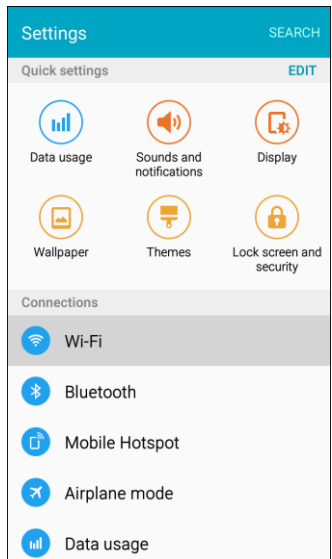 Settings SEARCH
Quick settings EDIT
Data usage Sounds and notifications Display
Wallpaper Themes Lock screen and security
Connections
Wi-Fi
Bluetooth
Mobile Hotspot
Airplane mode
Data usage